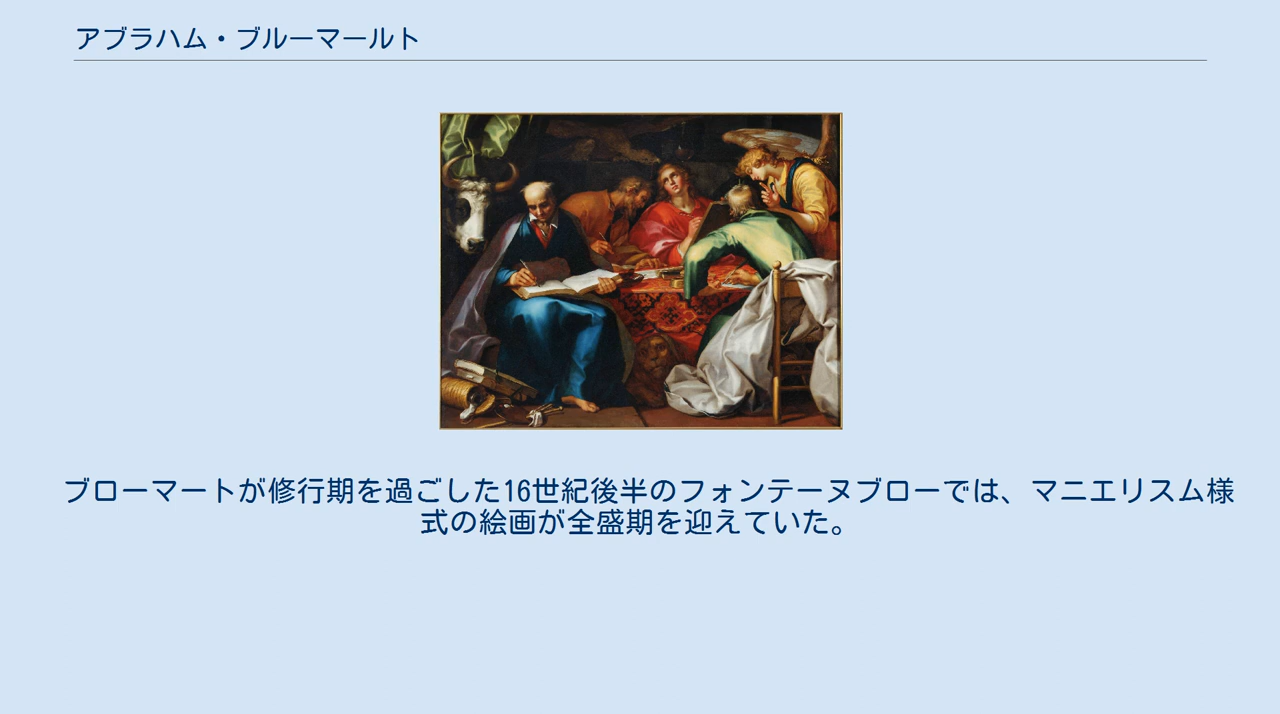 アブラハム・ブルーマールト
ブローマートが修行期を過ごした16世紀後半のフォンテーヌブローでは、マニエリスム様
式の絵画が全盛期を迎えていた。